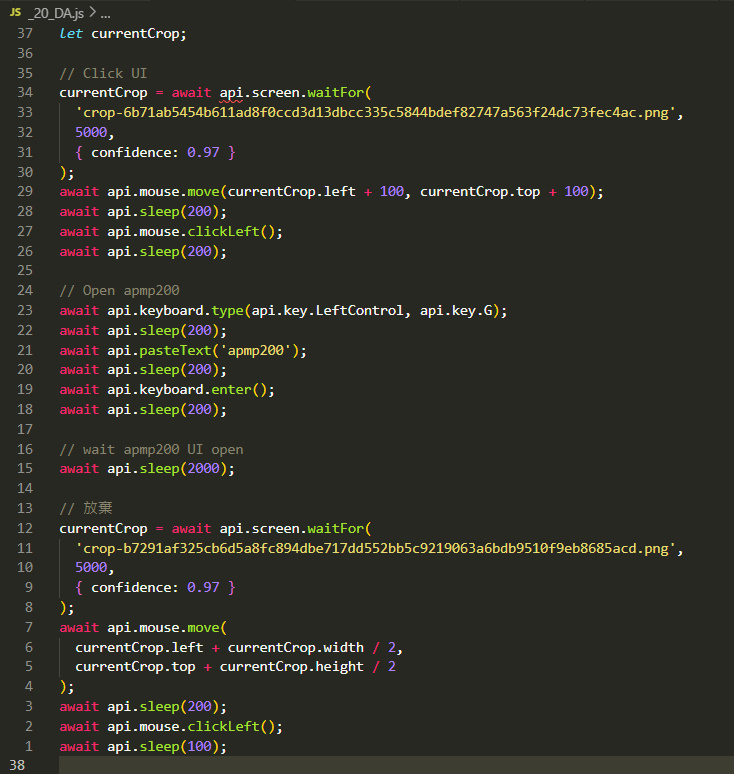 JS _20_DA.js > ...
37 let currentCrop;
36
35 // Click UI
34 currentCrop = await api.screen.waitFor(
33 'crop-6b71ab5454b611ad8f0ccd3d13dbcc335c5844bdef82747a563f24dc73fec4ac.png',
32 5000,
31 { confidence: 0.97 }
30 );
29 await api.mouse.move(currentCrop.left + 100, currentCrop.top + 100);
28 await api.sleep(200);
27 await api.mouse.clickLeft();
26 await api.sleep(200);
25
24 // Open apmp200
23 await api.keyboard.type(api.key.LeftControl, api.key.G);
22 await api.sleep(200);
21 await api.pasteText('apmp200');
20 await api.sleep(200);
19 await api.keyboard.enter();
18 await api.sleep(200);
17
16 // wait apmp200 UI open
15 await api.sleep(2000);
14
13 // 放棄
12 currentCrop = await api.screen.waitFor(
11 'crop-b7291af325cb6d5a8fc894dbe717dd552bb5c9219063a6bdb9510f9eb8685acd.png',
10 5000,
9 { confidence: 0.97 }
8 );
7 await api.mouse.move(
6 currentCrop.left + currentCrop.width / 2,
5 currentCrop.top + currentCrop.height / 2
4 );
3 await api.sleep(200);
2 await api.mouse.clickLeft();
1 await api.sleep(100);
38